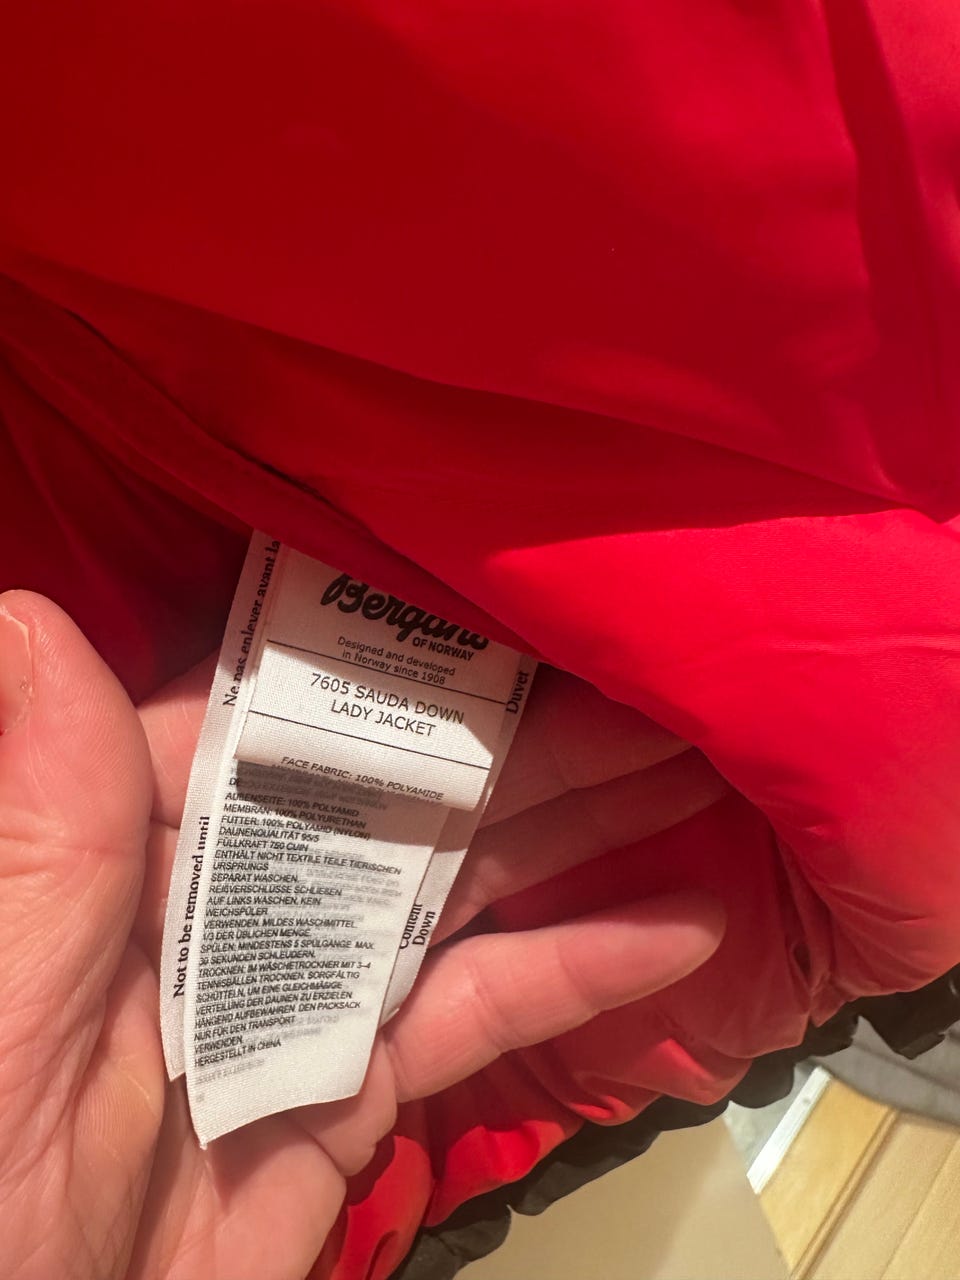 Ne pas enlever avant la
Bergans
OF NORWAY
Designed and developed
in Norway since 1908
7605 SAUDA DOWN
LADY JACKET
FACE FABRIC: 100% POLYAMIDE
Duvet
DE
AUßENSEITE: 100% POLYAMID
MEMBRAN: 100% POLYURETHAN
FUTTER: 100% POLYAMID (NYLON)
DAUNENQUALITÄT 95/5
FÜLLKRAFT 750 CUIN
ENTHÄLT NICHT TEXTILE TEILE TIERISCHEN
URSPRUNGS
SEPARAT WASCHEN.
REIßVERSCHLÜSSE SCHLIEßEN
AUF LINKS WASCHEN, KEIN
WEICHSPÜLER
VERWENDEN. MILDES WASCHMITTEL.
1/3 DER ÜBLICHEN MENGE.
SPÜLEN: MINDESTENS 5 SPÜLGÄNGE. MAX.
30 SEKUNDEN SCHLEUDERN.
TROCKNEN: IM WÄSCHETROCKNER MIT 3-4
TENNISBÄLLEN TROCKNEN. SORGFÄLTIG
SCHÜTTELN, UM EINE GLEICHMÄßIGE
VERTEILUNG DER DAUNEN ZU ERZIELEN.
HÄNGEND AUFBEWAHREN. DEN PACKSACK
NUR FÜR DEN TRANSPORT
VERWENDEN.
HERGESTELLT IN CHINA
Not to be removed until
Content
Down